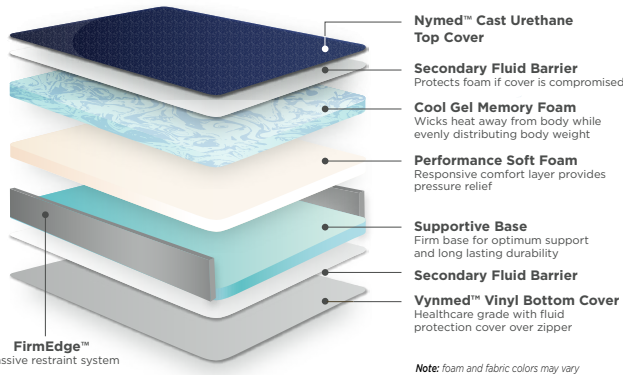 Nymed™ Cast Urethane
Top Cover
Secondary Fluid Barrier
Protects foam if cover is compromised
Cool Gel Memory Foam
Wicks heat away from body while
evenly distributing body weight
Performance Soft Foam
Responsive comfort layer provides
pressure relief
Supportive Base
Firm base for optimum support
and long lasting durability
Secondary Fluid Barrier
Vynmed™ Vinyl Bottom Cover
Healthcare grade with fluid
protection cover over zipper
FirmEdge™
assive restraint system
Note: foam and fabric colors may vary